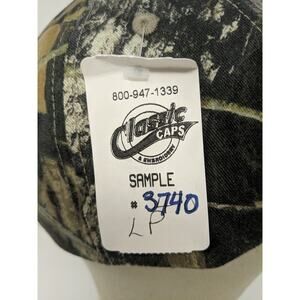 800-947-1339
Classic
CAPS
& EMBROIDERY
SAMPLE
# 3740
LP